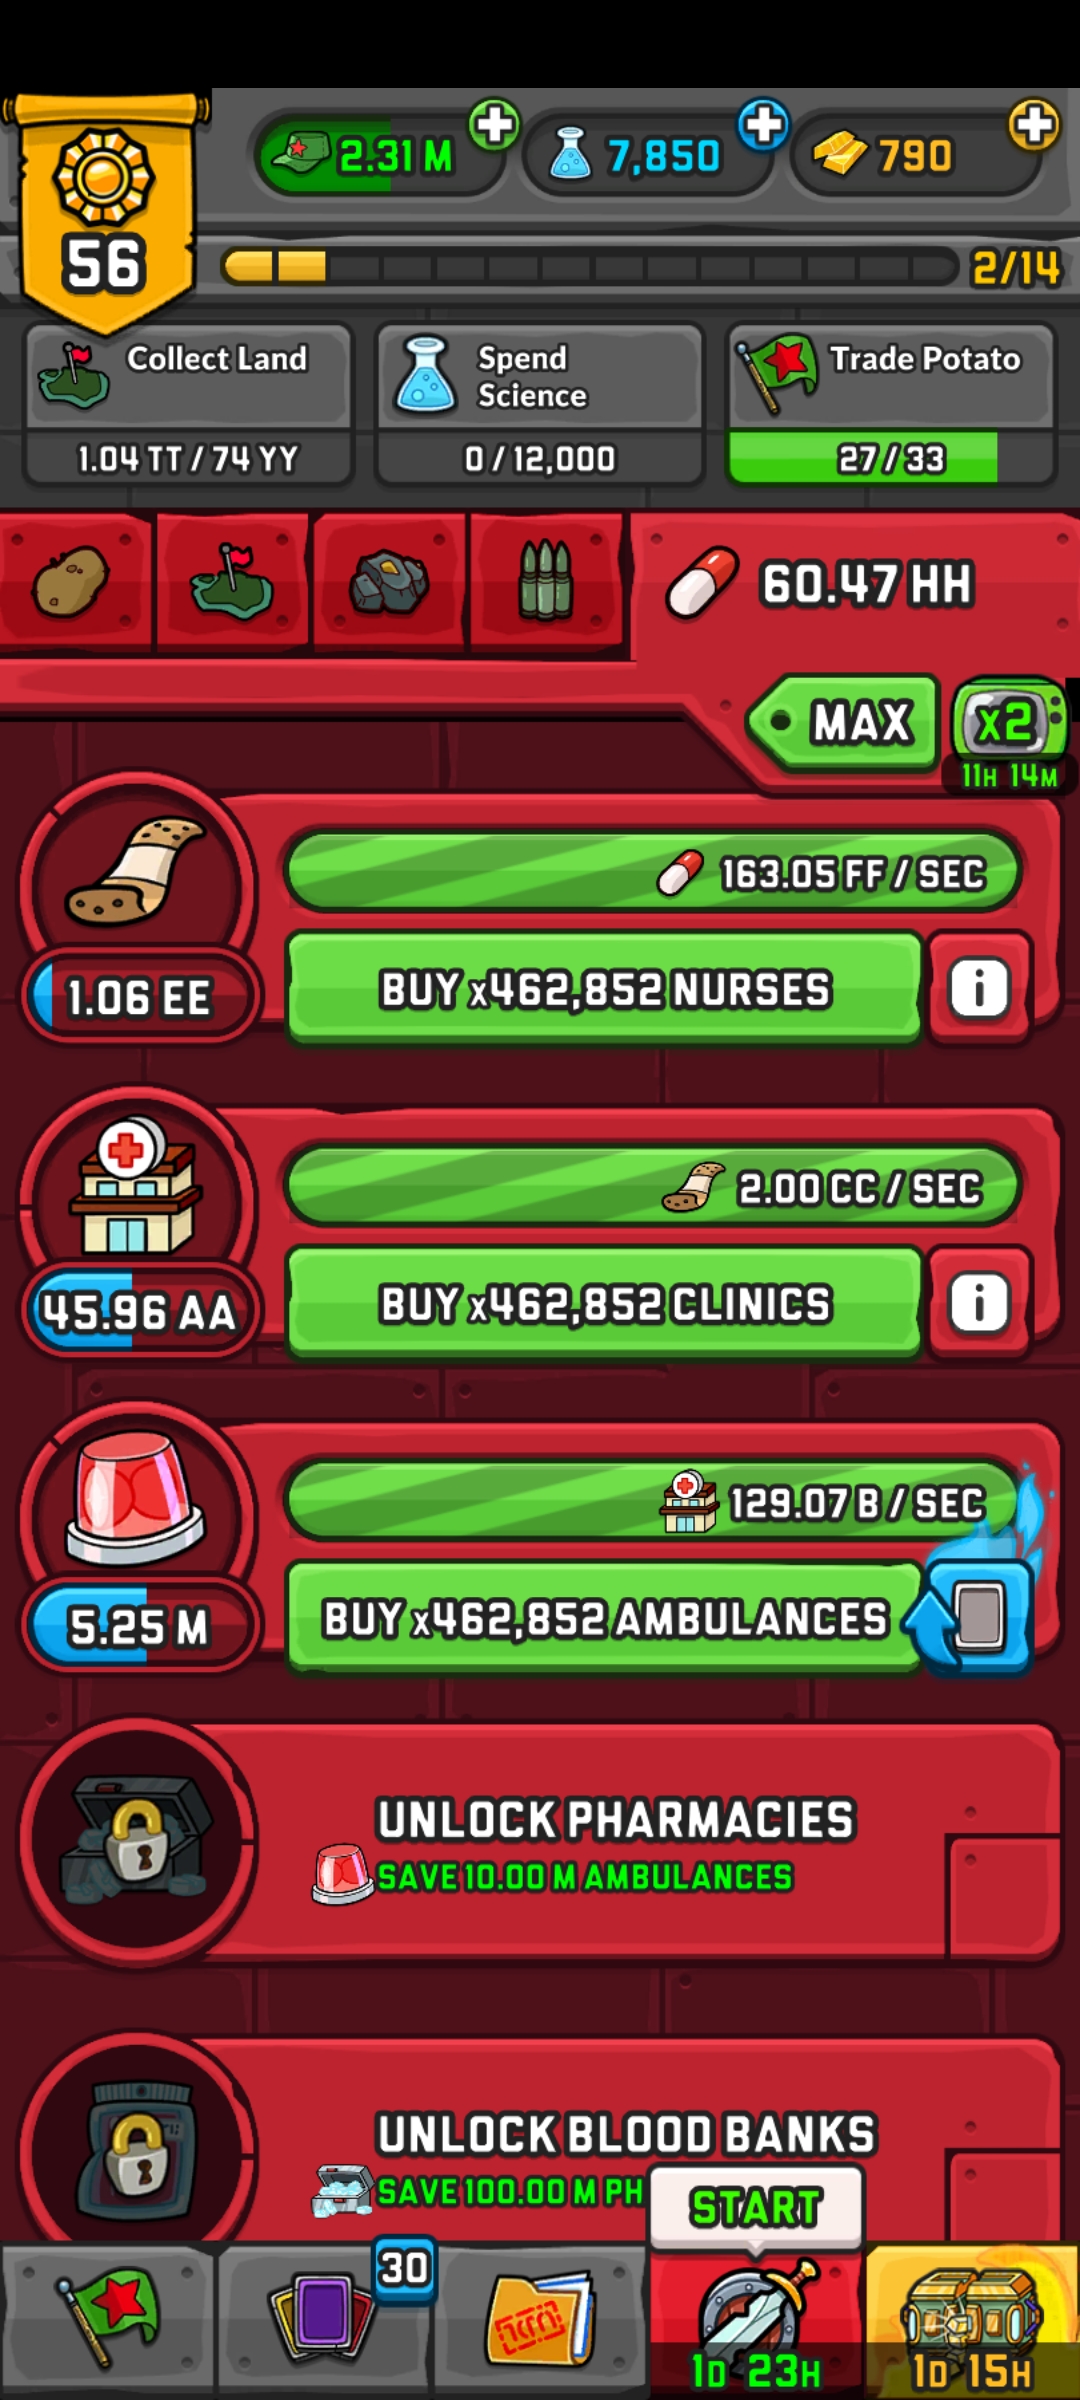 2.31 M
7,850
790
56
2/14
Collect Land
1.04 TT / 74 YY
Spend
Science
0 / 12,000
Trade Potato
27 / 33
60.47 HH
MAX
x2
11H 14M
163.05 FF / SEC
1.06 EE
BUY x462,852 NURSES
i
2.00 CC / SEC
45.96 AA
BUY x462,852 CLINICS
i
129.07 B / SEC
5.25 M
BUY x462,852 AMBULANCES
UNLOCK PHARMACIES
SAVE 10.00 M AMBULANCES
UNLOCK BLOOD BANKS
SAVE 100.00 M PH
START
30
1D 23H
1D 15H